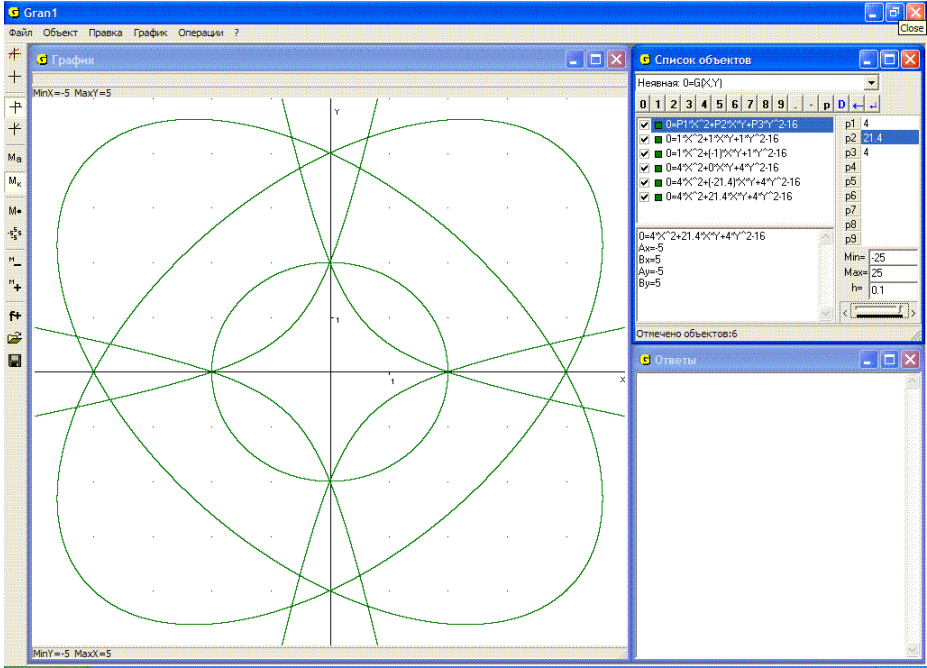 Gran1
Close
Файл Объект Правка График Операции ?
График
MinX=-5 MaxY=5
Y
1
1
X
MinY=-5 MaxX=5
Ma
Mк
M•
M
M
f+
Список объектов
Неявная: 0=G(X,Y)
0 1 2 3 4 5 6 7 8 9 . - p D
0=P1*X^2+P2*X*Y+P3*Y^2-16
0=1*X^2+1*X*Y+1*Y^2-16
0=1*X^2+(-1)*X*Y+1*Y^2-16
0=4*X^2+0*X*Y+4*Y^2-16
0=4*X^2+(-21.4)*X*Y+4*Y^2-16
0=4*X^2+21.4*X*Y+4*Y^2-16
p1 4
p2 21.4
p3 4
p4
p5
p6
p7
p8
p9
0=4*X^2+21.4*X*Y+4*Y^2-16
Ax=-5
Bx=5
Ay=-5
By=5
Min= -25
Max= 25
h= 0.1
Отмечено объектов:6
Ответы